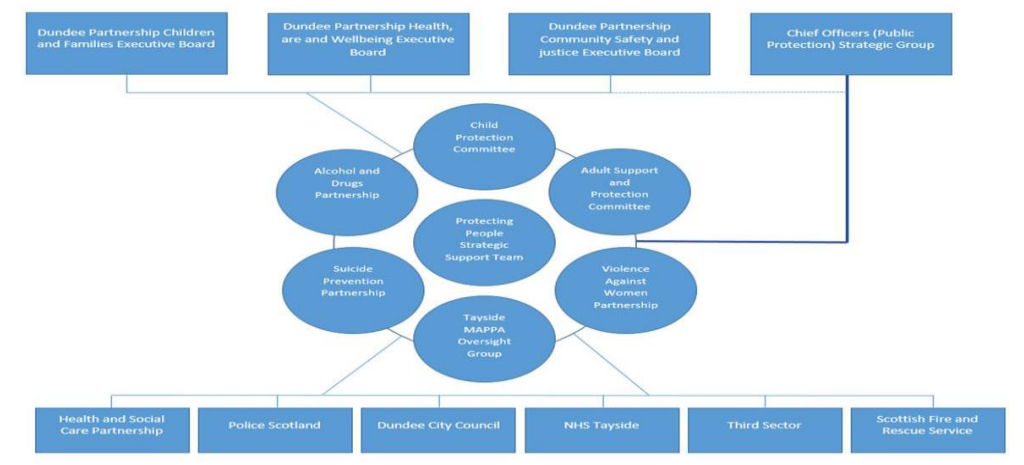 Dundee Partnership Children
and Families Executive Board
Dundee Partnership Health,
are and Wellbeing Executive
Board
Dundee Partnership
Community Safety and
justice Executive Board
Chief Officers (Public
Protection) Strategic Group
Child
Protection
Committee
Alcohol and
Drugs
Partnership
Adult Support
and
Protection
Committee
Protecting
People
Strategic
Support Team
Suicide
Prevention
Partnership
Violence
Against
Women
Partnership
Tayside
MAPPA
Oversight
Group
Health and Social
Care Partnership
Police Scotland
Dundee City Council
NHS Tayside
Third Sector
Scottish Fire and
Rescue Service